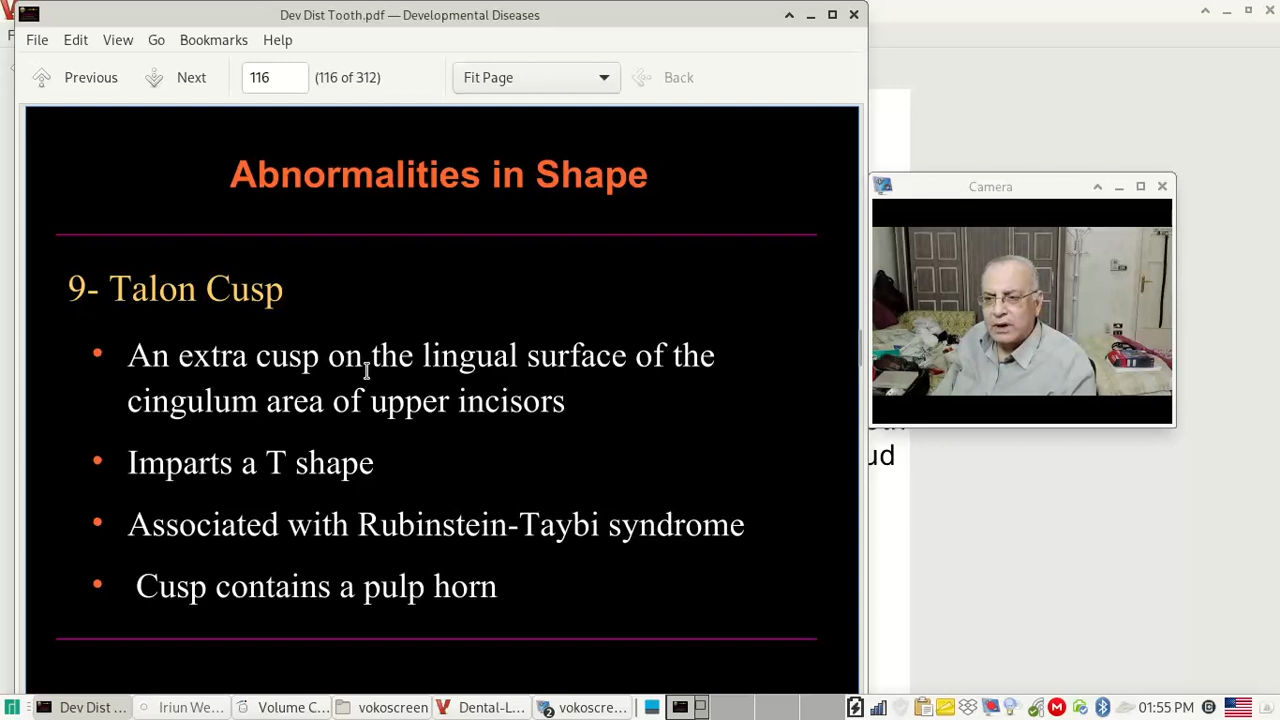 Dev Dist Tooth.pdf — Developmental Diseases
File Edit View Go Bookmarks Help
Previous Next 116 (116 of 312) Fit Page Back
Abnormalities in Shape
9- Talon Cusp
• An extra cusp on the lingual surface of the
cingulum area of upper incisors
• Imparts a T shape
• Associated with Rubinstein-Taybi syndrome
• Cusp contains a pulp horn
Camera
ud
Dev Dist ... Iriun We... Volume C... vokoscreen Dental-L... vokoscre... 01:55 PM